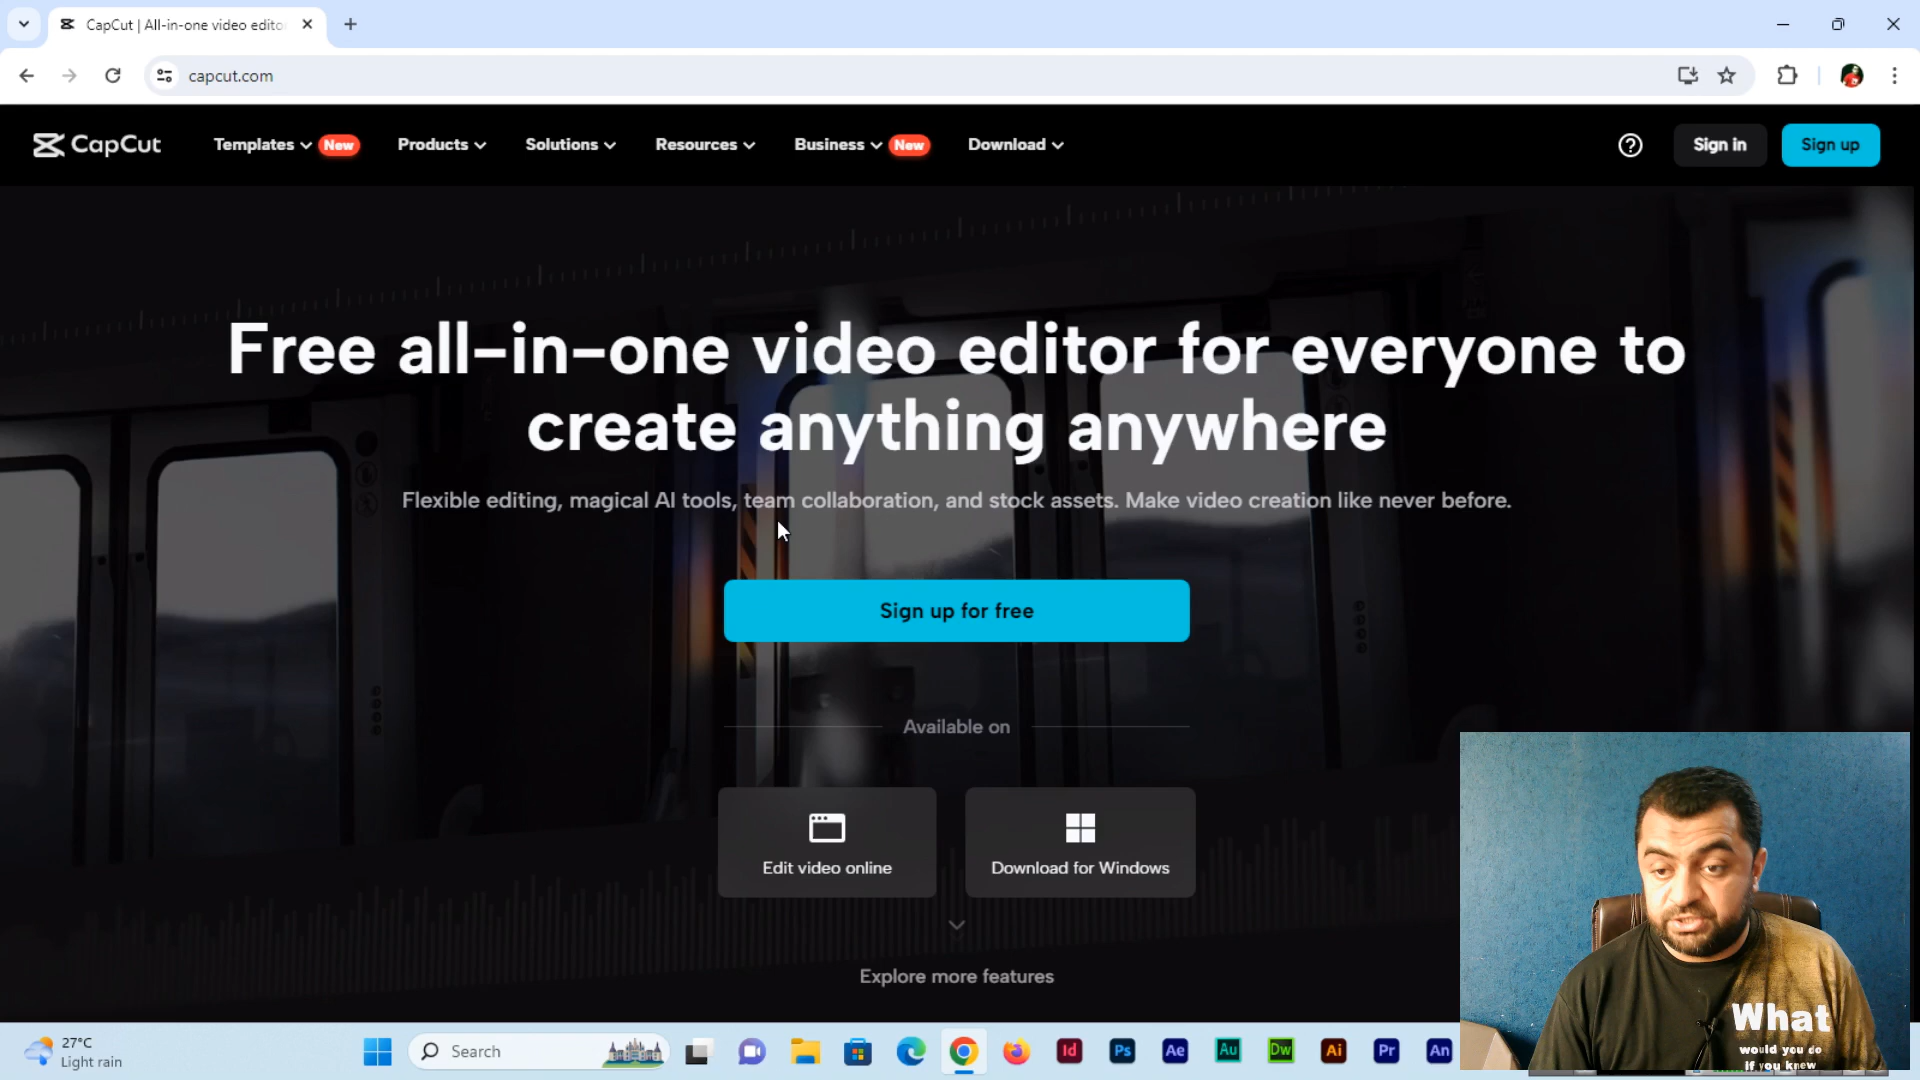 CapCut | All-in-one video edito
capcut.com
CapCut
Templates New Products Solutions Resources Business New Download Sign in Sign up
Free all-in-one video editor for everyone to
create anything anywhere
Flexible editing, magical AI tools, team collaboration, and stock assets. Make video creation like never before.
Sign up for free
Available on
Edit video online
Download for Windows
Explore more features
What
would you do
if you knew
27°C
Light rain
Search
Id Ps Ae Au Dw Ai Pr An